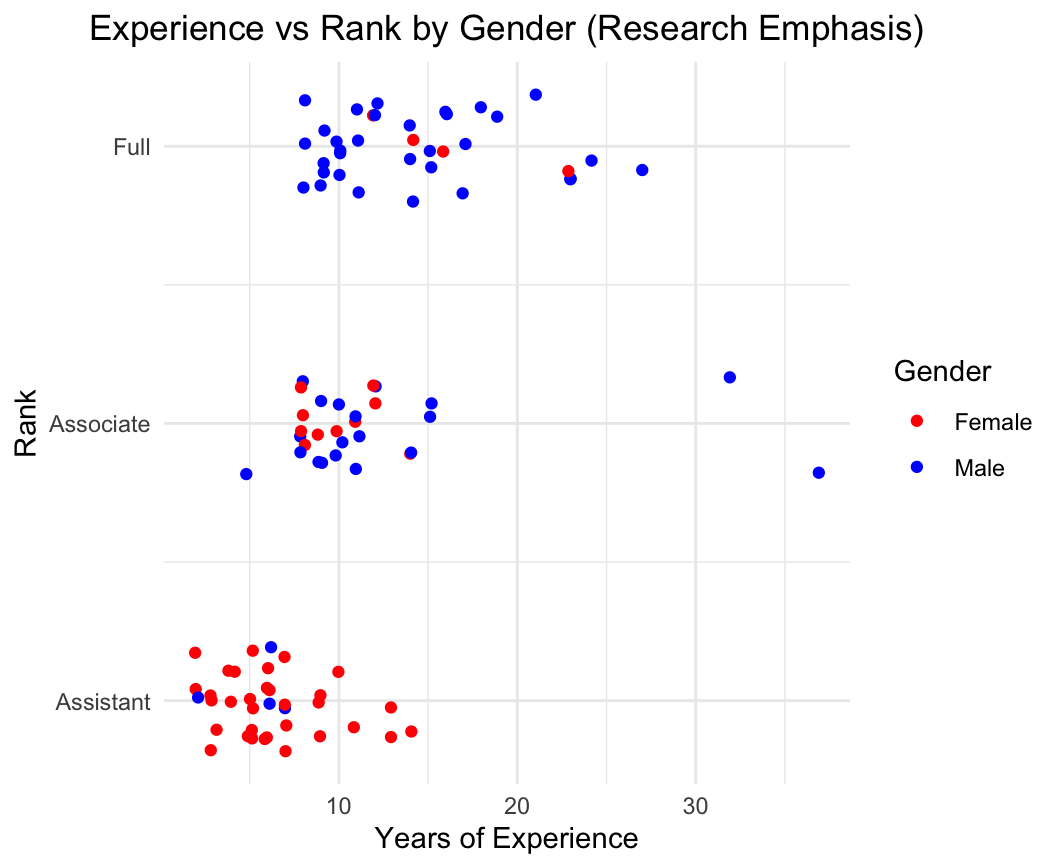 Experience vs Rank by Gender (Research Emphasis)
Full
Associate
Assistant
Rank
10
20
30
Years of Experience
Gender
Female
Male